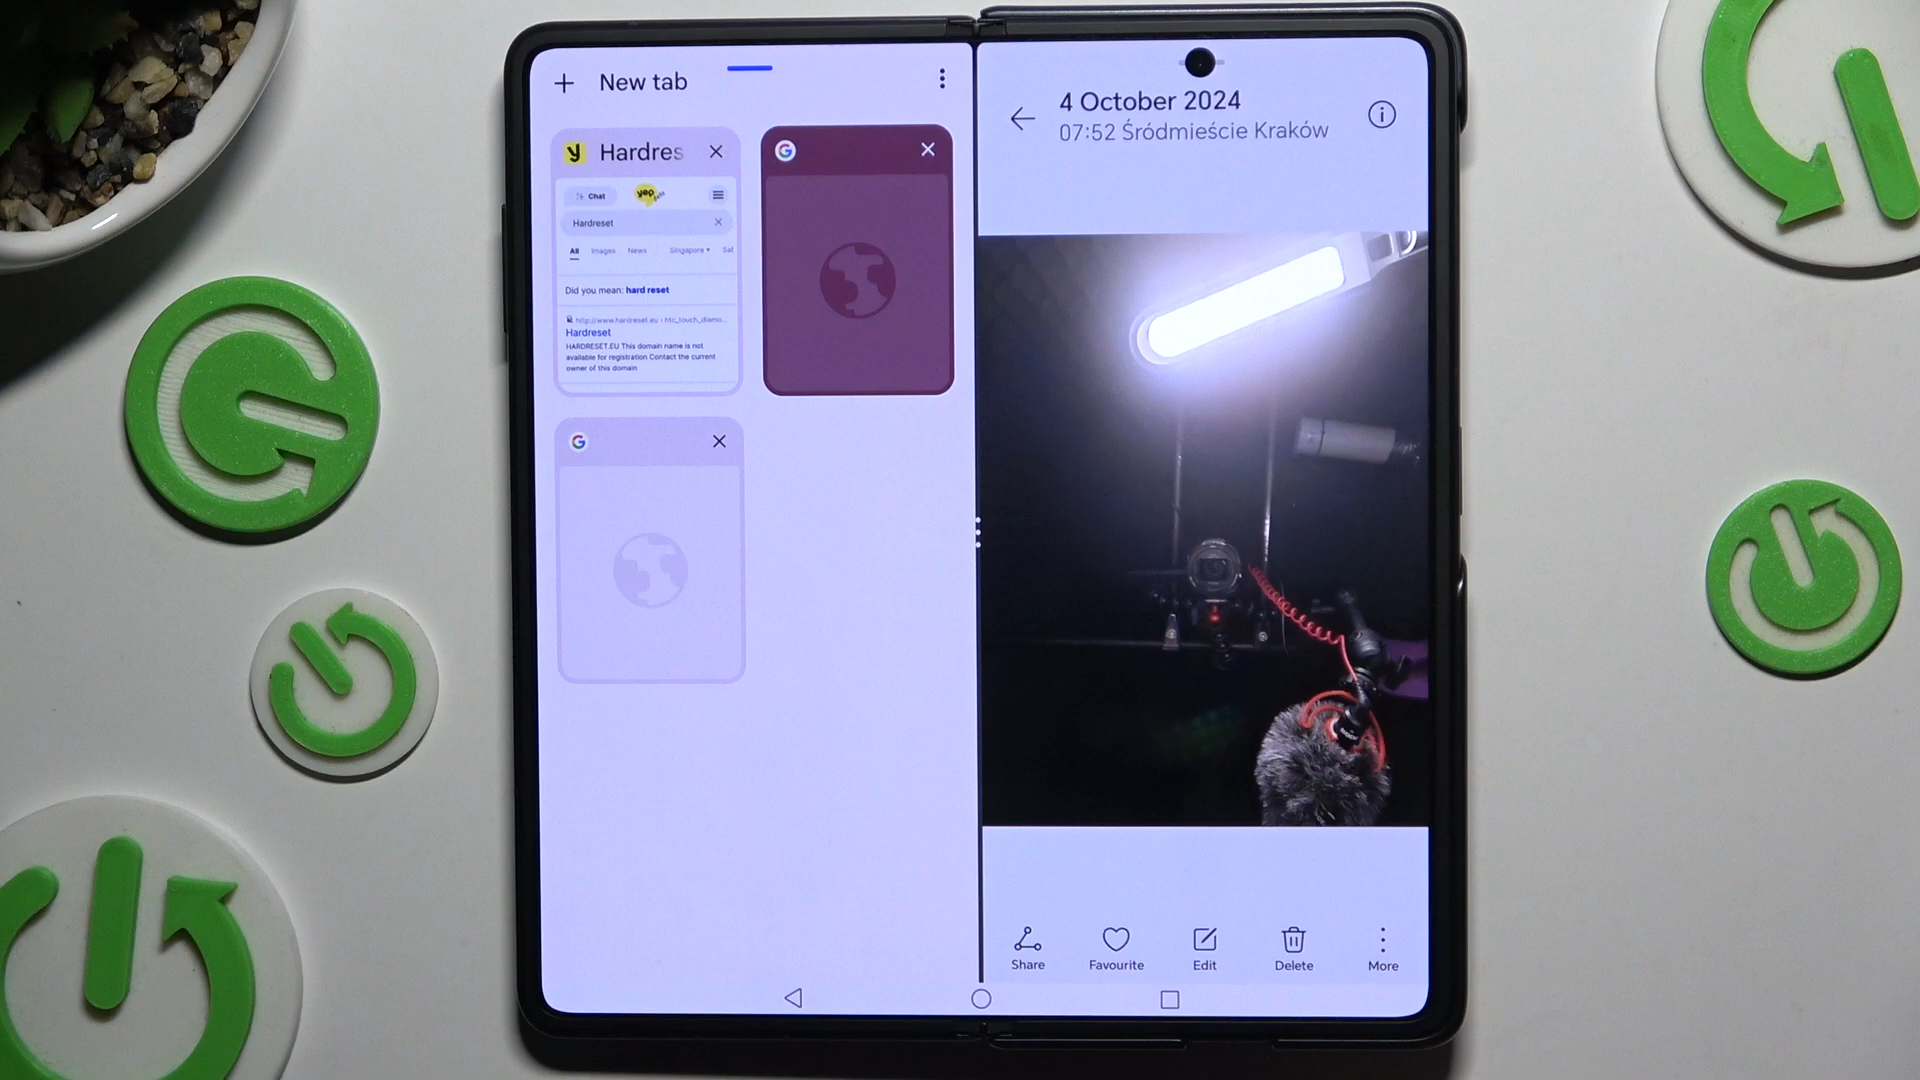 New tab
Hardres
Chat
yep
Hardreset
All Images News Singapore Saf
Did you mean: hard reset
http://www.hardreset.eu › htc_touch_diamo...
Hardreset
HARDRESET.EU This domain name is not
available for registration Contact the current
owner of this domain
4 October 2024
07:52 Śródmieście Kraków
Share
Favourite
Edit
Delete
More